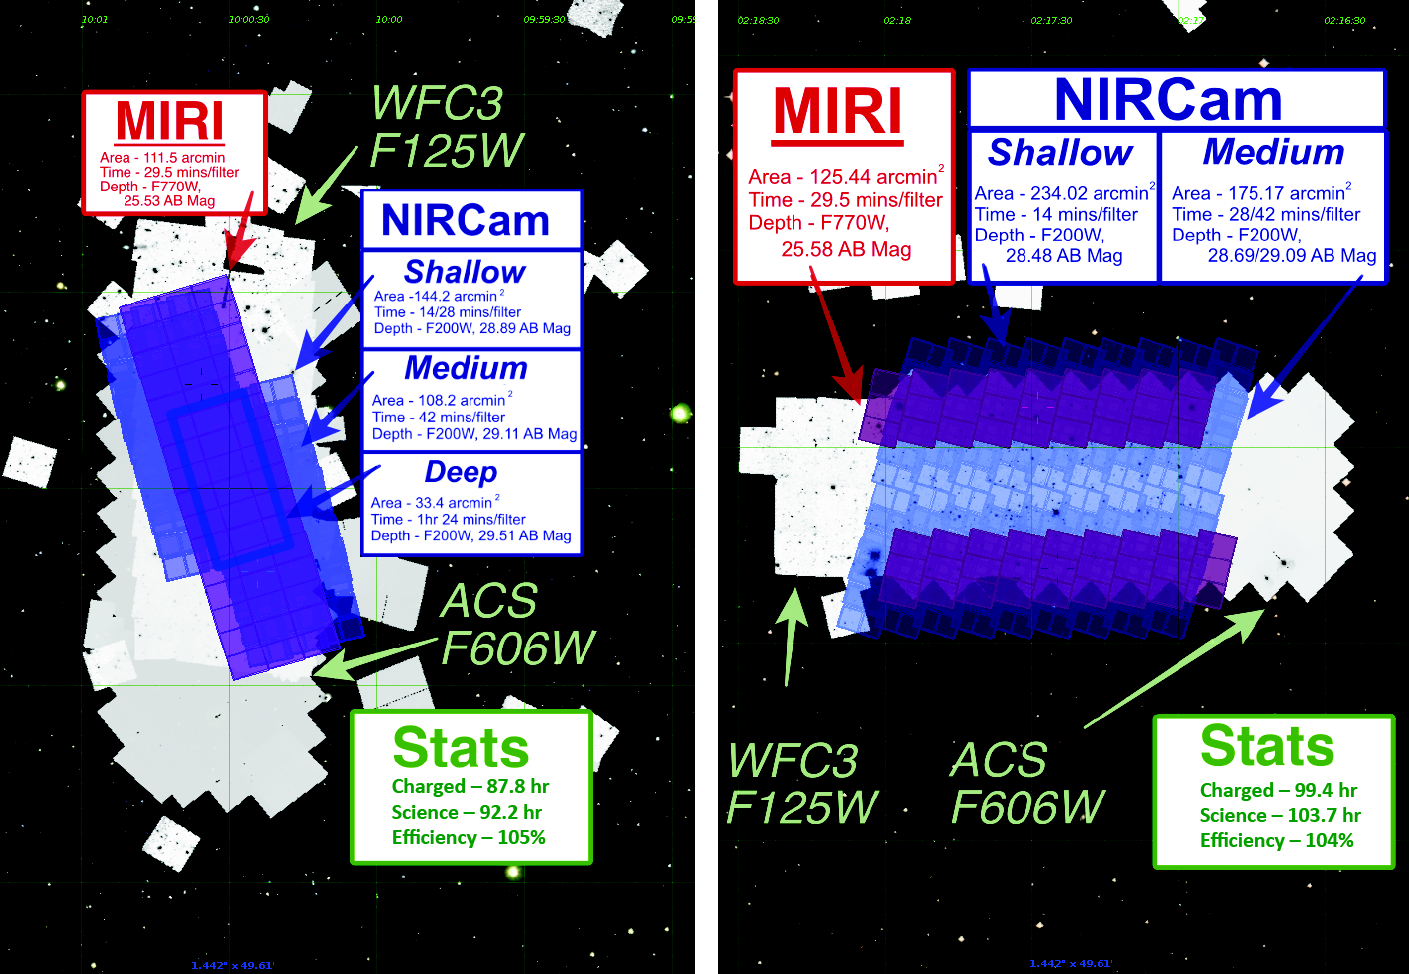 10:01
10:00:30
10:00
09:59:30
09:59
MIRI
Area - 111.5 arcmin
Time - 29.5 mins/filter
Depth - F770W,
25.53 AB Mag
WFC3
F125W
NIRCam
Shallow
Area -144.2 arcmin 2
Time - 14/28 mins/filter
Depth - F200W, 28.89 AB Mag
Medium
Area - 108.2 arcmin 2
Time - 42 mins/filter
Depth - F200W, 29.11 AB Mag
Deep
Area - 33.4 arcmin 2
Time - 1hr 24 mins/filter
Depth - F200W, 29.51 AB Mag
ACS
F606W
Stats
Charged – 87.8 hr
Science – 92.2 hr
Efficiency – 105%
1.442° x 49.61'
02:18:30
02:18
02:17:30
02:17
02:16:30
MIRI
Area - 125.44 arcmin2
Time - 29.5 mins/filter
Depth - F770W,
25.58 AB Mag
NIRCam
Shallow
Area - 234.02 arcmin2
Time - 14 mins/filter
Depth - F200W,
28.48 AB Mag
Medium
Area - 175.17 arcmin2
Time - 28/42 mins/filter
Depth - F200W,
28.69/29.09 AB Mag
WFC3
F125W
ACS
F606W
Stats
Charged – 99.4 hr
Science – 103.7 hr
Efficiency – 104%
1.442° x 49.61'